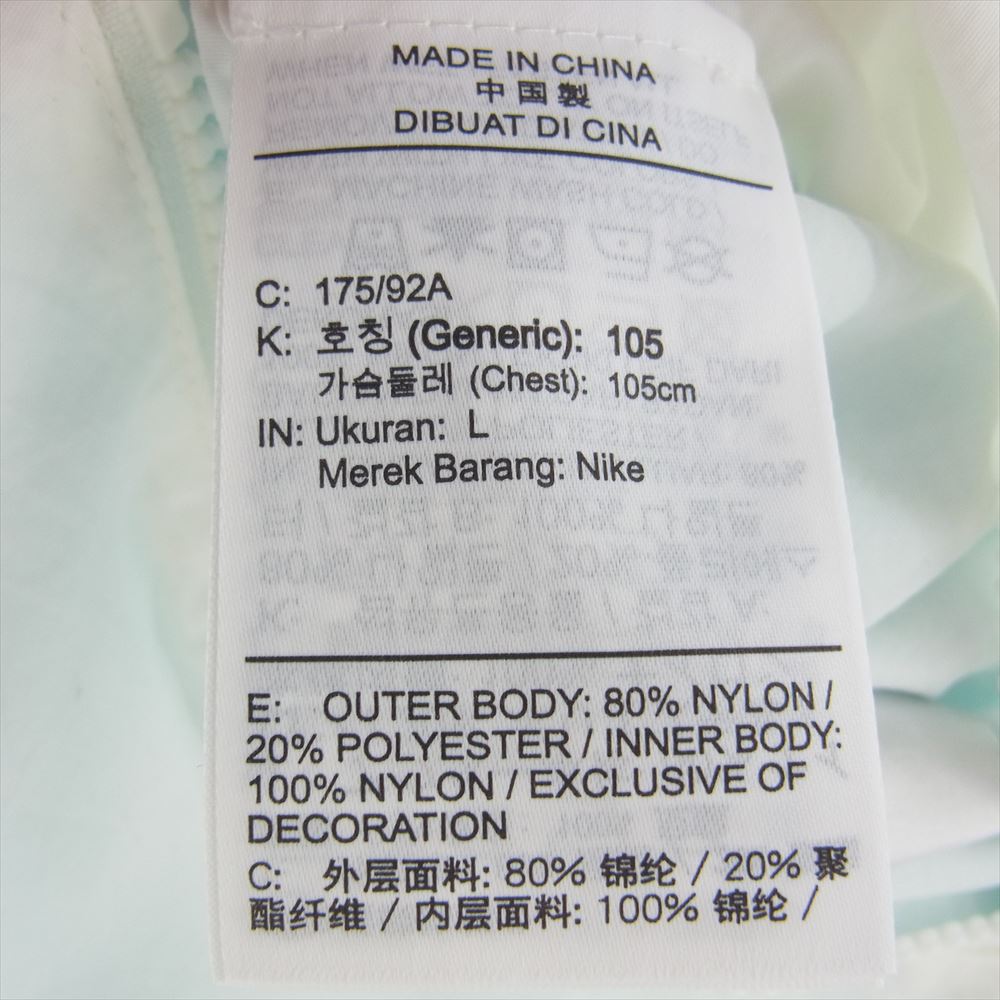 MADE IN CHINA
中国製
DIBUAT DI CINA
C: 175/92A
K: 호칭 (Generic): 105
가슴둘레 (Chest): 105cm
IN: Ukuran: L
Merek Barang: Nike
E: OUTER BODY: 80% NYLON /
20% POLYESTER / INNER BODY:
100% NYLON / EXCLUSIVE OF
DECORATION
C: 外层面料: 80% 锦纶 / 20% 聚
酯纤维 / 内层面料: 100% 锦纶 /